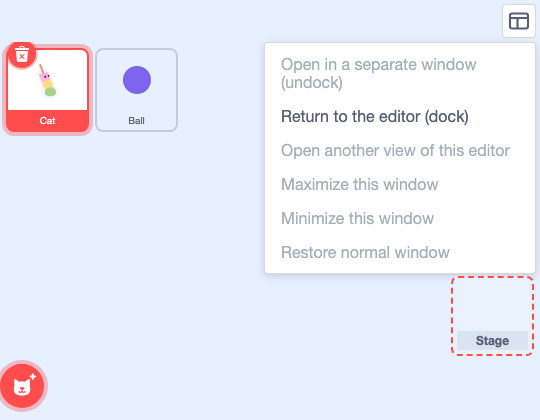 Open in a separate window
(undock)
Return to the editor (dock)
Open another view of this editor
Maximize this window
Minimize this window
Restore normal window
Cat
Ball
Stage